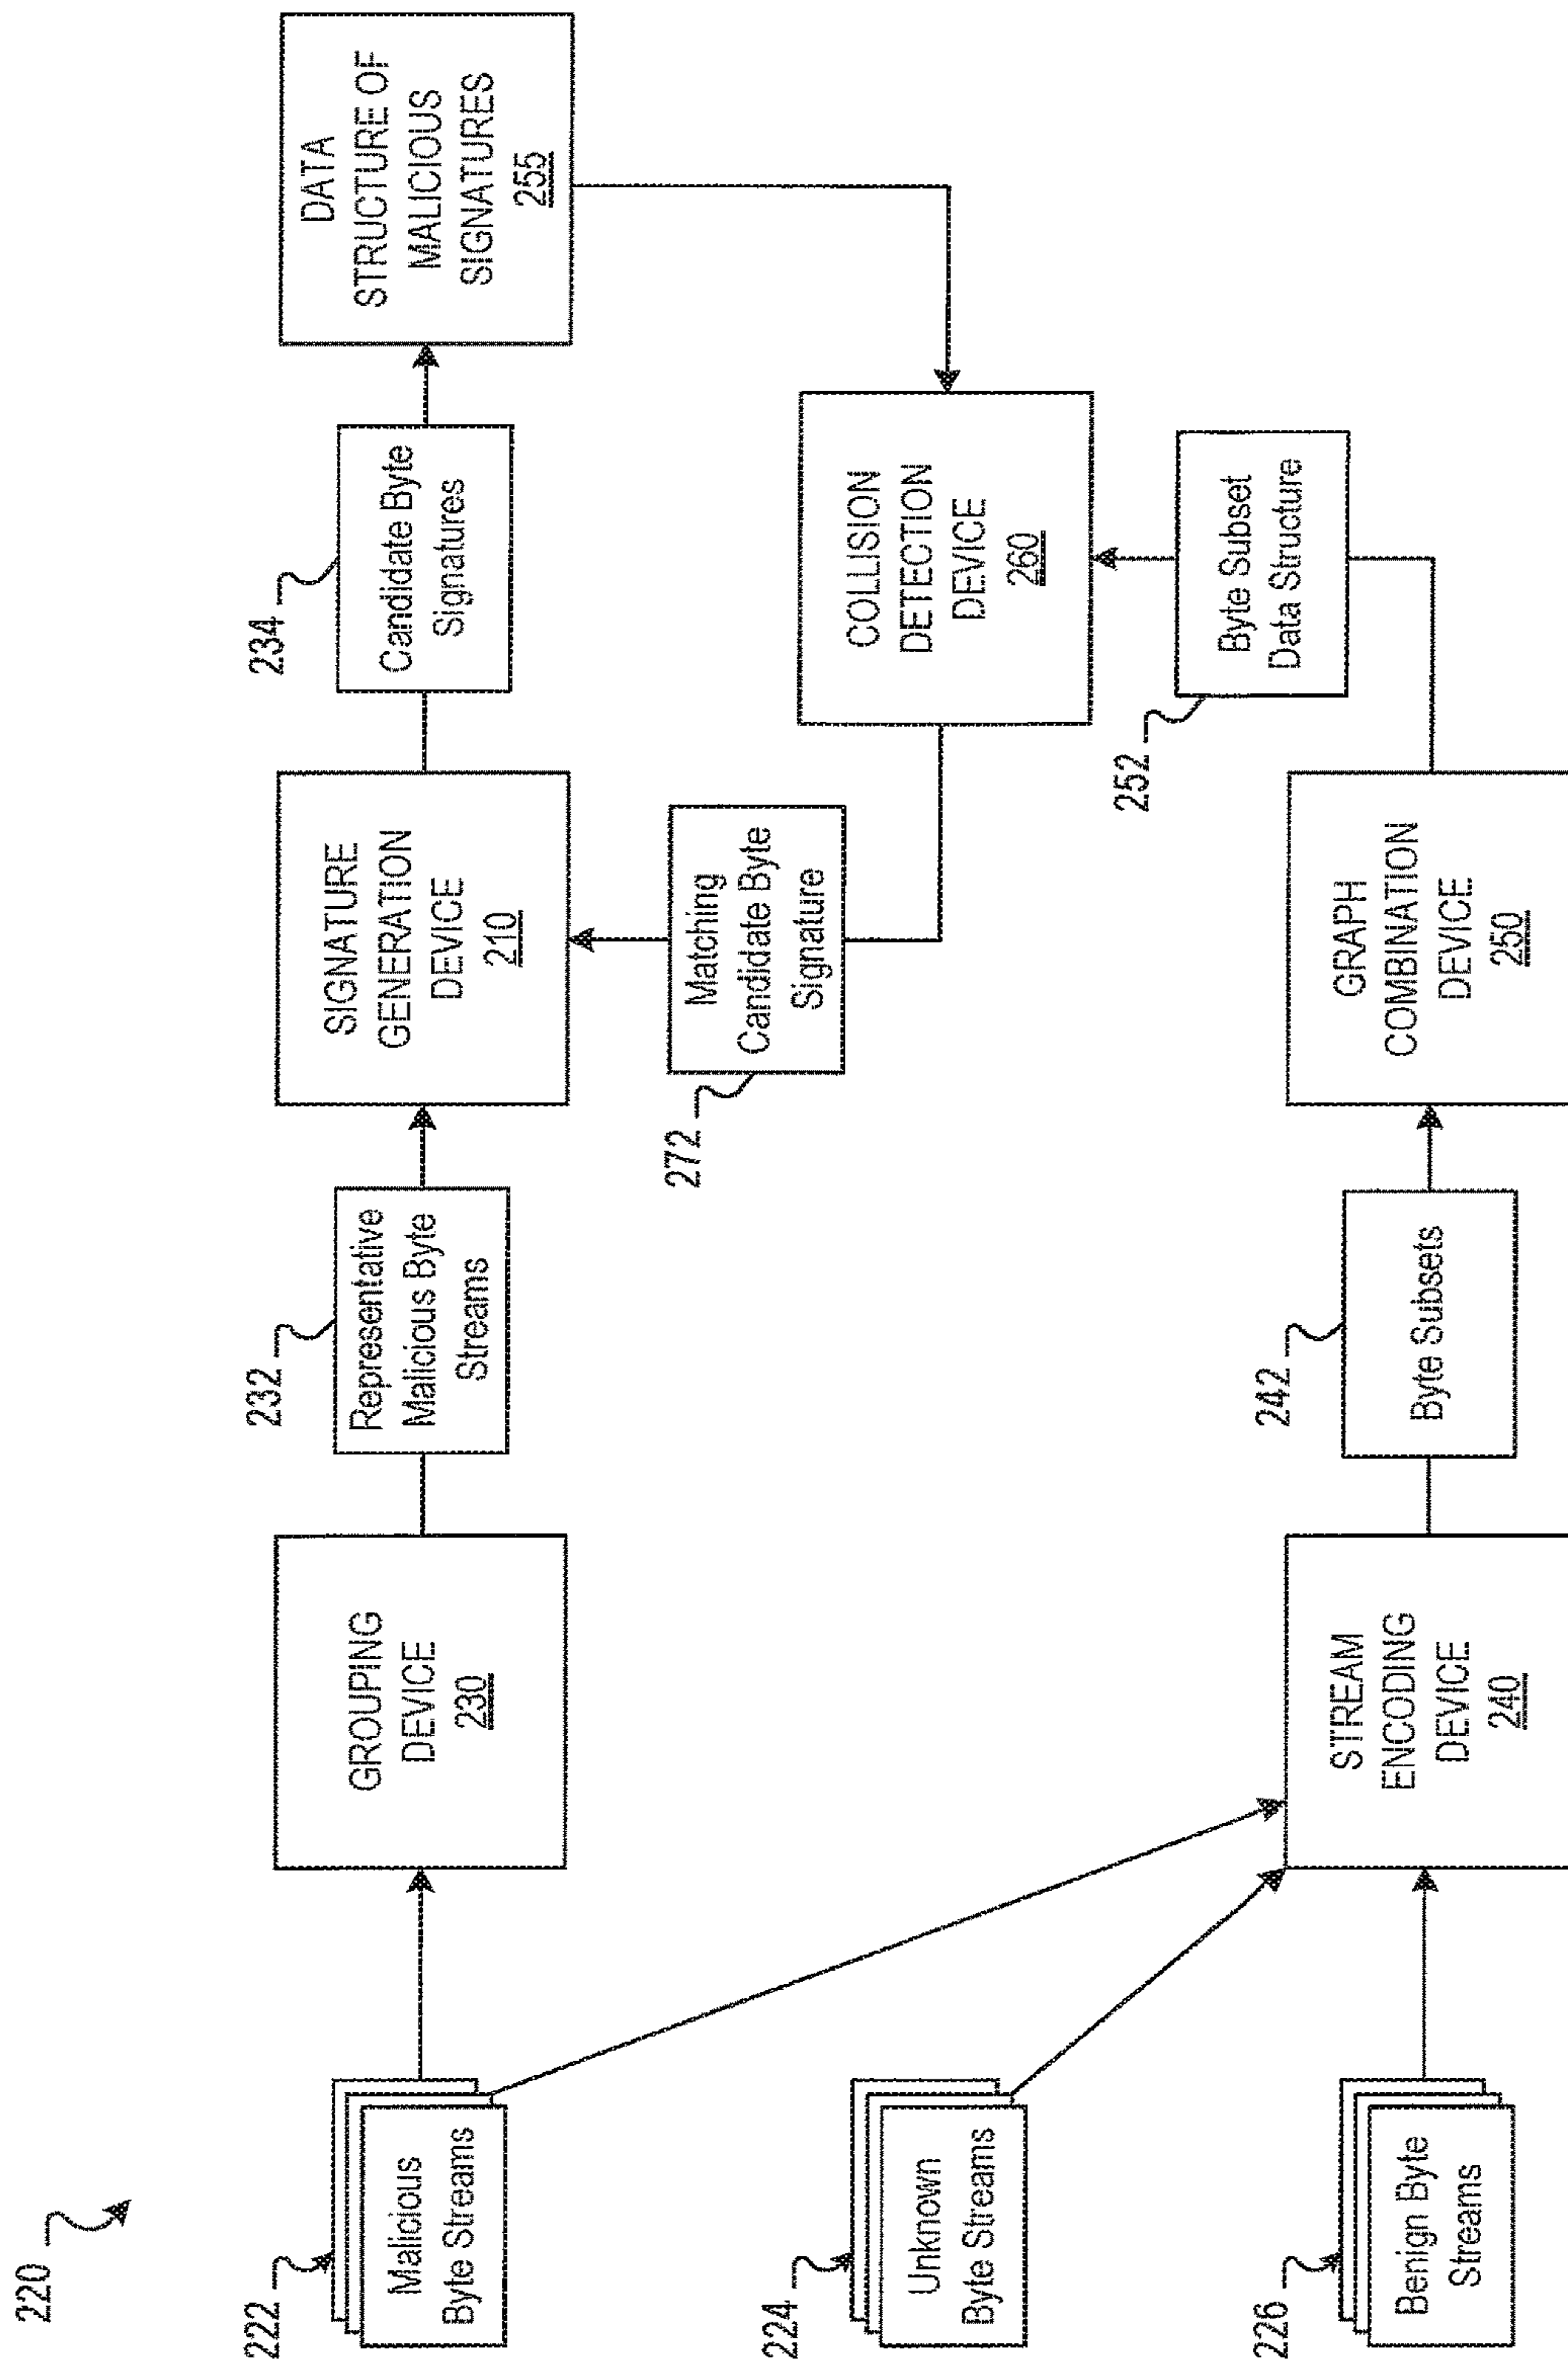 220
222
Malicious
Byte Streams
GROUPING
DEVICE
230
232
Representative
Malicious Byte
Streams
SIGNATURE
GENERATION
DEVICE
210
234
Candidate Byte
Signatures
DATA
STRUCTURE OF
MALICIOUS
SIGNATURES
255
224
Unknown
Byte Streams
272
Matching
Candidate Byte
Signature
COLLISION
DETECTION
DEVICE
260
252
Byte Subset
Data Structure
226
Benign Byte
Streams
STREAM
ENCODING
DEVICE
240
242
Byte Subsets
GRAPH
COMBINATION
DEVICE
250